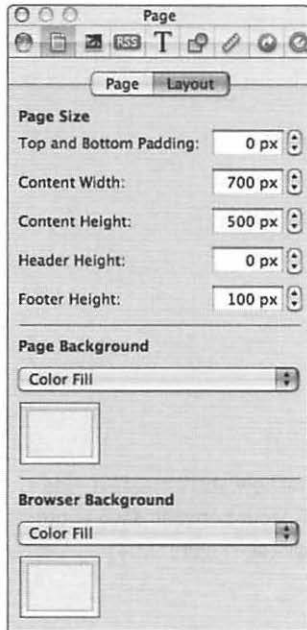 Page
RSS T
Page Layout
Page Size
Top and Bottom Padding: 0 px
Content Width: 700 px
Content Height: 500 px
Header Height: 0 px
Footer Height: 100 px
Page Background
Color Fill
Browser Background
Color Fill